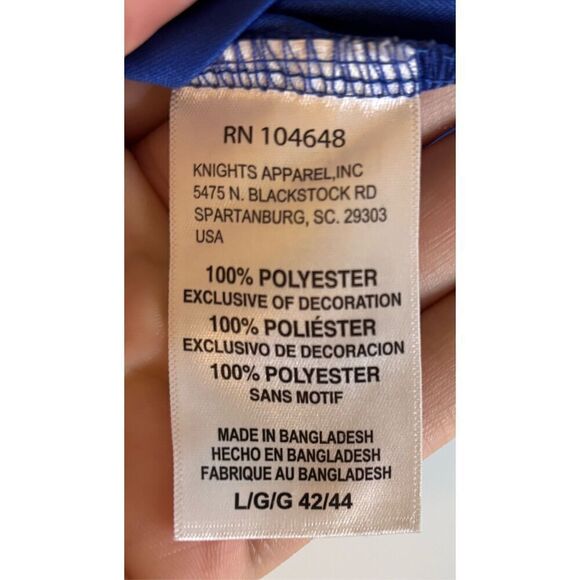 RN 104648
KNIGHTS APPAREL,INC
5475 N. BLACKSTOCK RD
SPARTANBURG, SC. 29303
USA
100% POLYESTER
EXCLUSIVE OF DECORATION
100% POLIÉSTER
EXCLUSIVO DE DECORACION
100% POLYESTER
SANS MOTIF
MADE IN BANGLADESH
HECHO EN BANGLADESH
FABRIQUE AU BANGLADESH
L/G/G 42/44